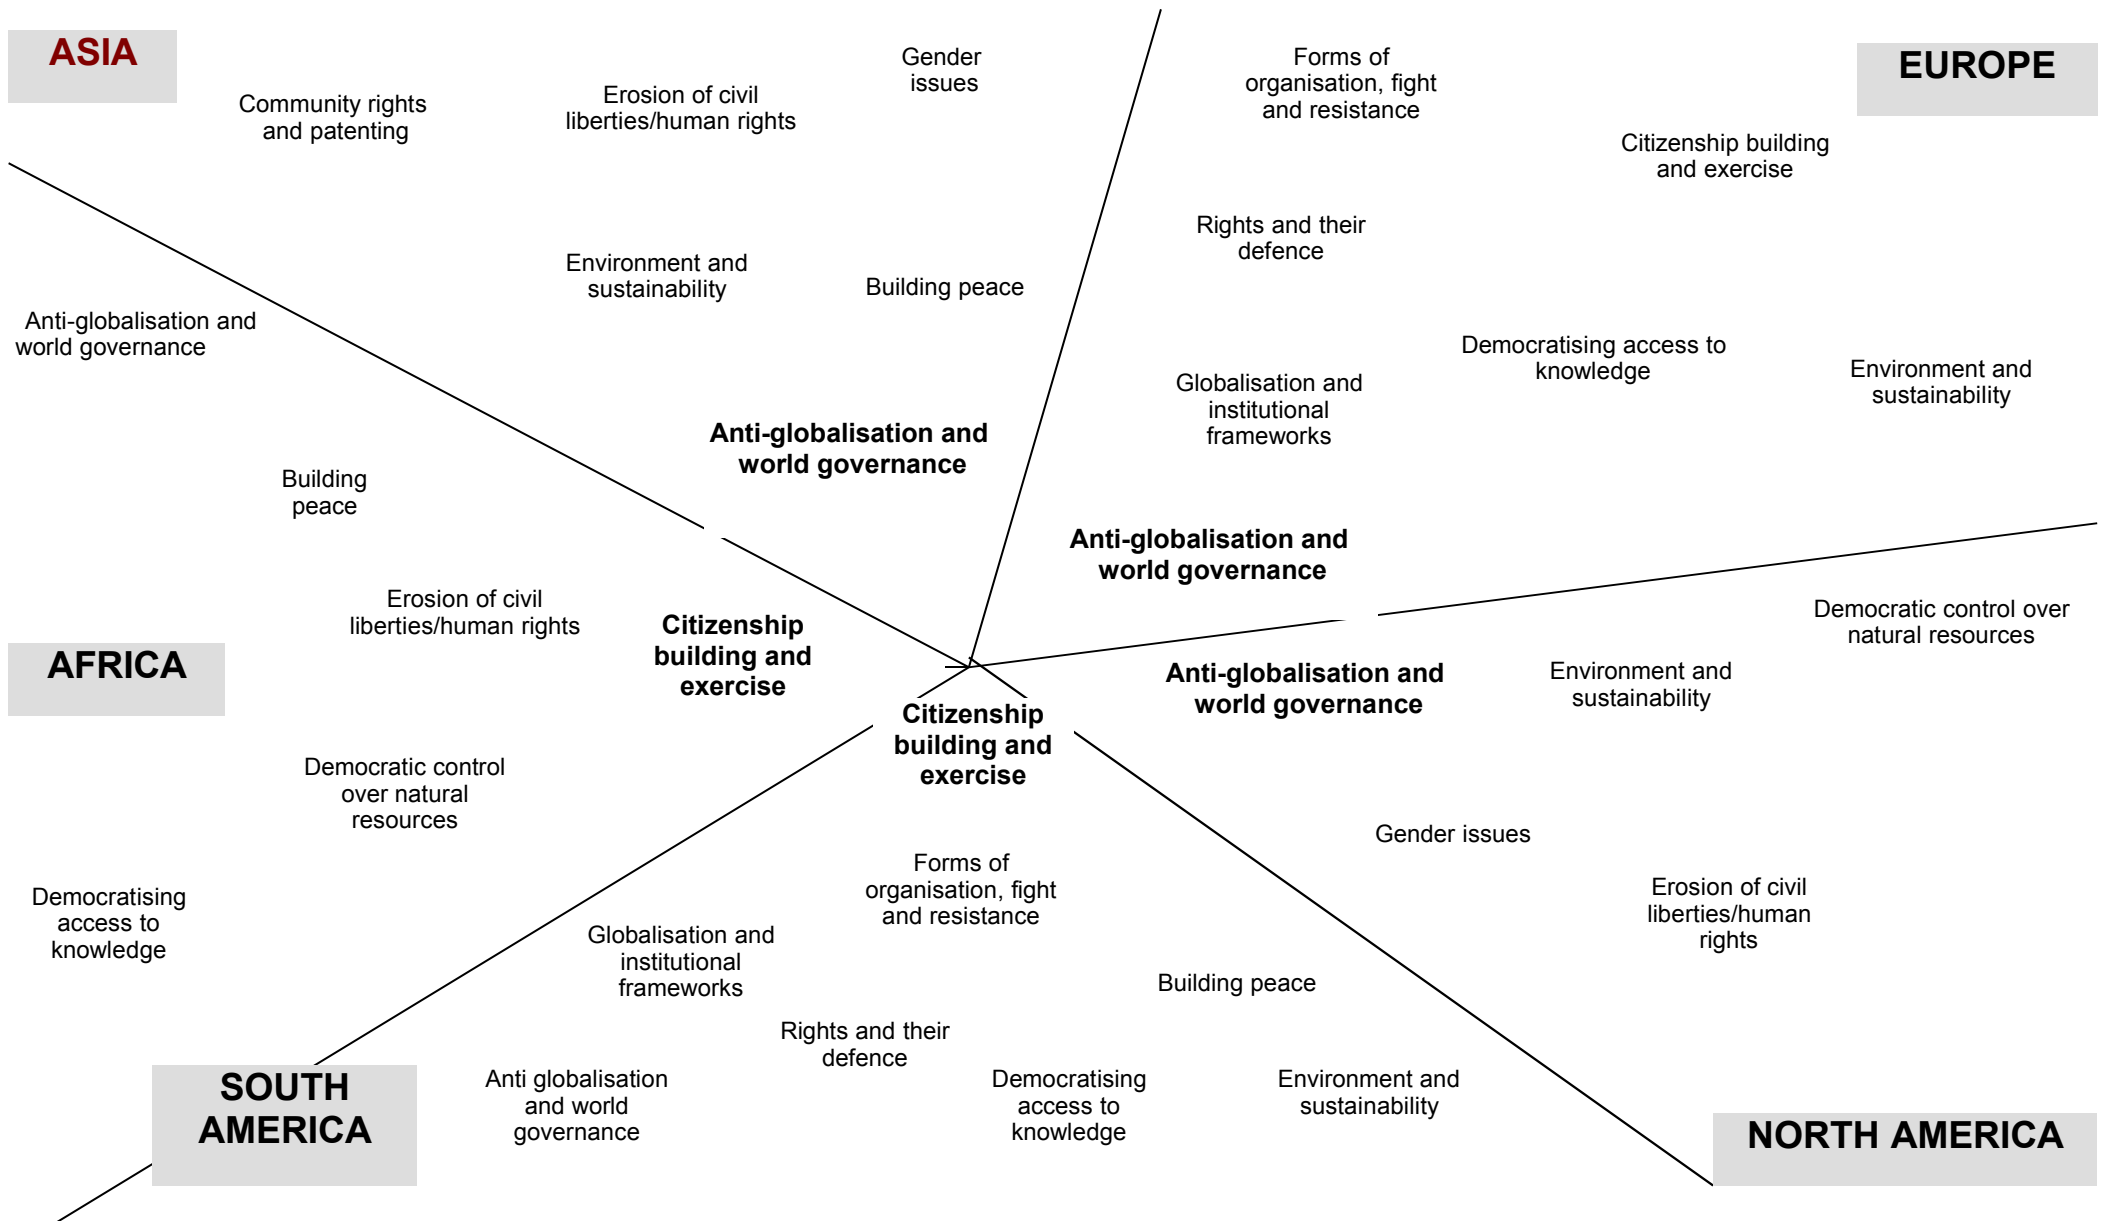 ASIA
Community rights
and patenting
Erosion of civil
liberties/human rights
Gender
issues
Environment and
sustainability
Building peace
Anti-globalisation and
world governance
EUROPE
Forms of
organisation, fight
and resistance
Citizenship building
and exercise
Rights and their
defence
Democratising access to
knowledge
Environment and
sustainability
Globalisation and
institutional
frameworks
Anti-globalisation and
world governance
AFRICA
Anti-globalisation and
world governance
Building
peace
Erosion of civil
liberties/human rights
Citizenship
building and
exercise
Democratic control
over natural
resources
Democratising
access to
knowledge
SOUTH
AMERICA
Citizenship
building and
exercise
Forms of
organisation, fight
and resistance
Globalisation and
institutional
frameworks
Building peace
Rights and their
defence
Anti globalisation
and world
governance
Democratising
access to
knowledge
Environment and
sustainability
NORTH AMERICA
Anti-globalisation and
world governance
Democratic control over
natural resources
Environment and
sustainability
Gender issues
Erosion of civil
liberties/human
rights